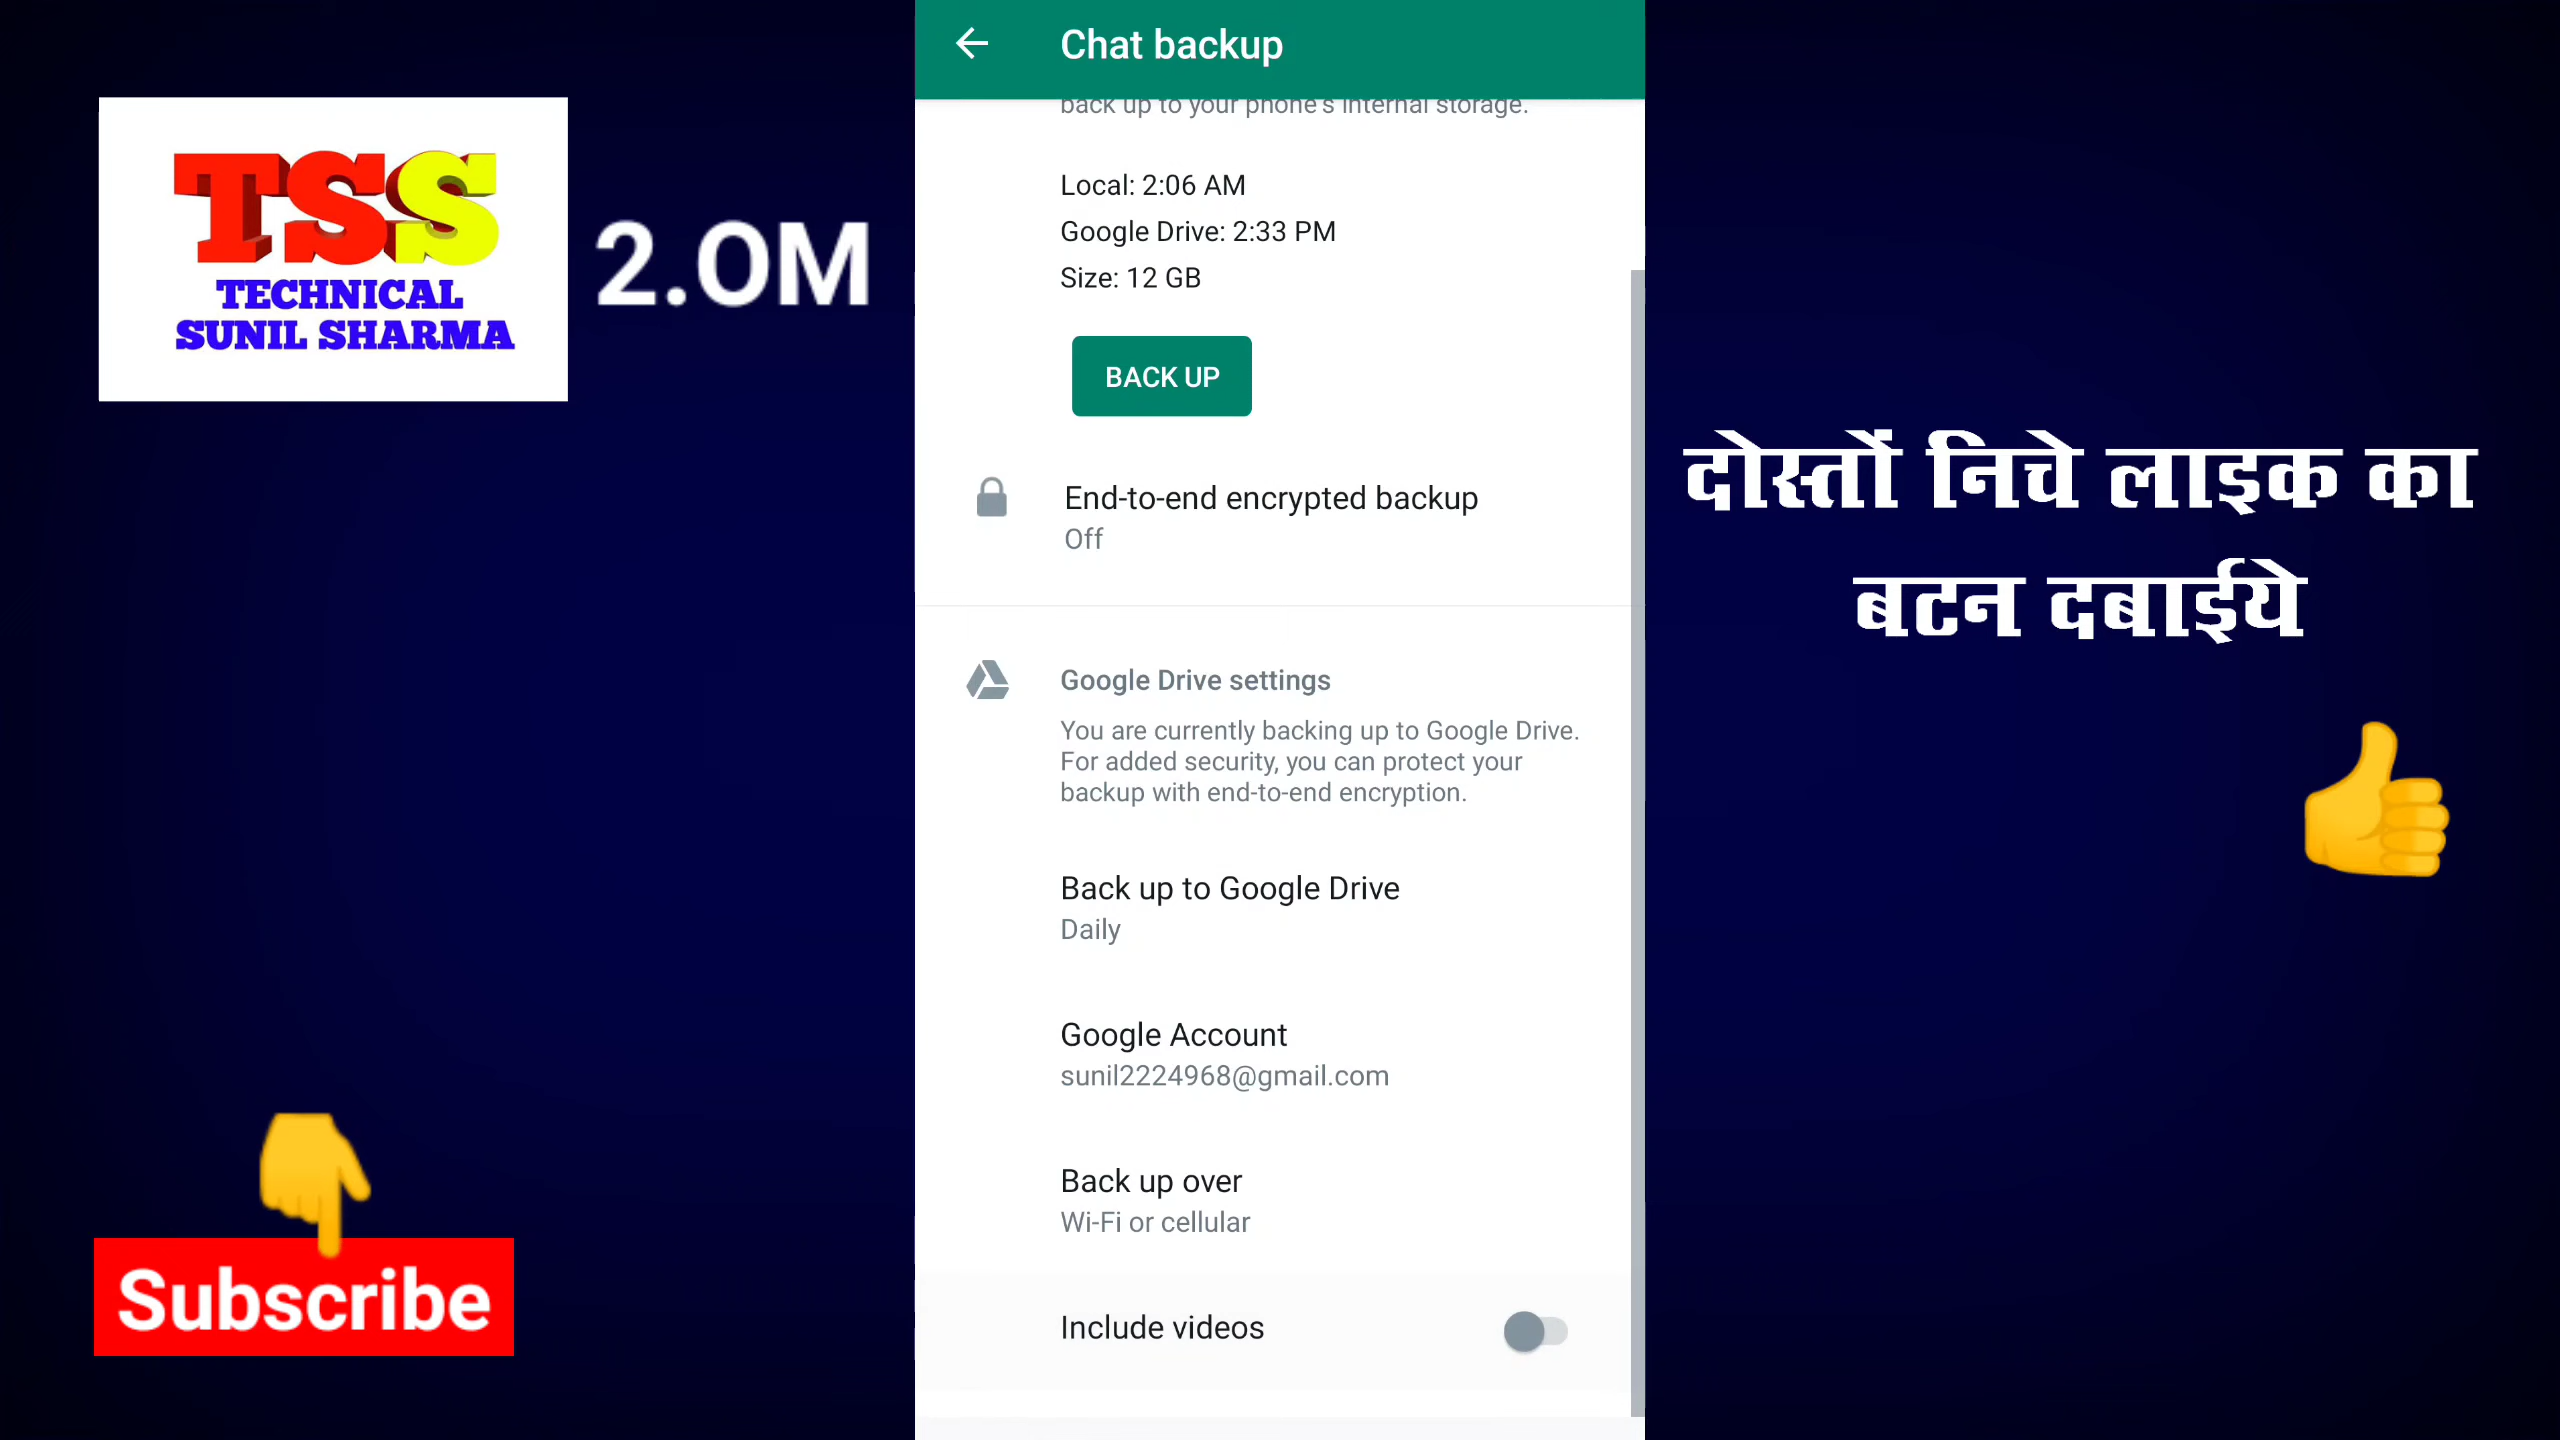 TSS
TECHNICAL
SUNIL SHARMA
2.0M
Subscribe
Chat backup
back up to your phone's internal storage.
Local: 2:06 AM
Google Drive: 2:33 PM
Size: 12 GB
BACK UP
End-to-end encrypted backup
Off
Google Drive settings
You are currently backing up to Google Drive.
For added security, you can protect your
backup with end-to-end encryption.
Back up to Google Drive
Daily
Google Account
sunil2224968@gmail.com
Back up over
Wi-Fi or cellular
Include videos
दोस्तों निचे लाइक का
बटन दबाईये